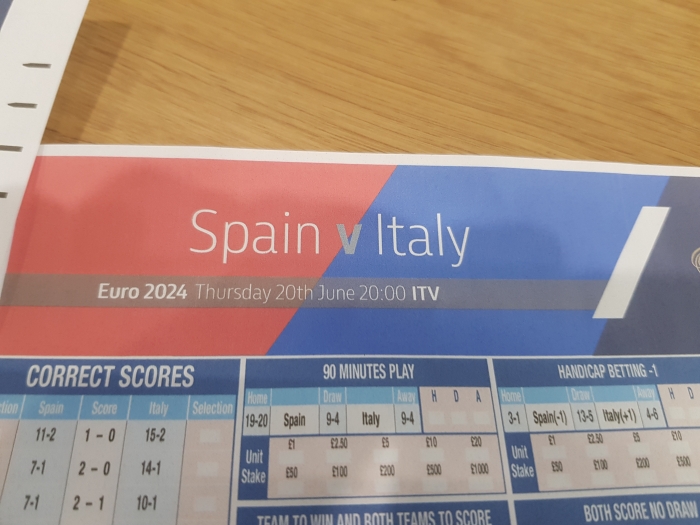 Spain v Italy
Euro 2024 Thursday 20th June 20:00 ITV
CORRECT SCORES
Spain Score Italy Selection
11-2 1 - 0 15-2
7-1 2 - 0 14-1
7-1 2 - 1 10-1
90 MINUTES PLAY
Home Draw Away H D A
19-20 Spain 9-4 Italy 9-4
Unit Stake
£1 £2.50 £5 £10 £20
£50 £100 £200 £500 £1000
HANDICAP BETTING -1
Home Draw Away H D
3-1 Spain(-1) 13-5 Italy(+1) 4-6
Unit Stake
£1 £2.50 £5 £10
£50 £100 £200 £500
TEAM TO WIN AND BOTH TEAMS TO SCORE
BOTH SCORE NO DRAW